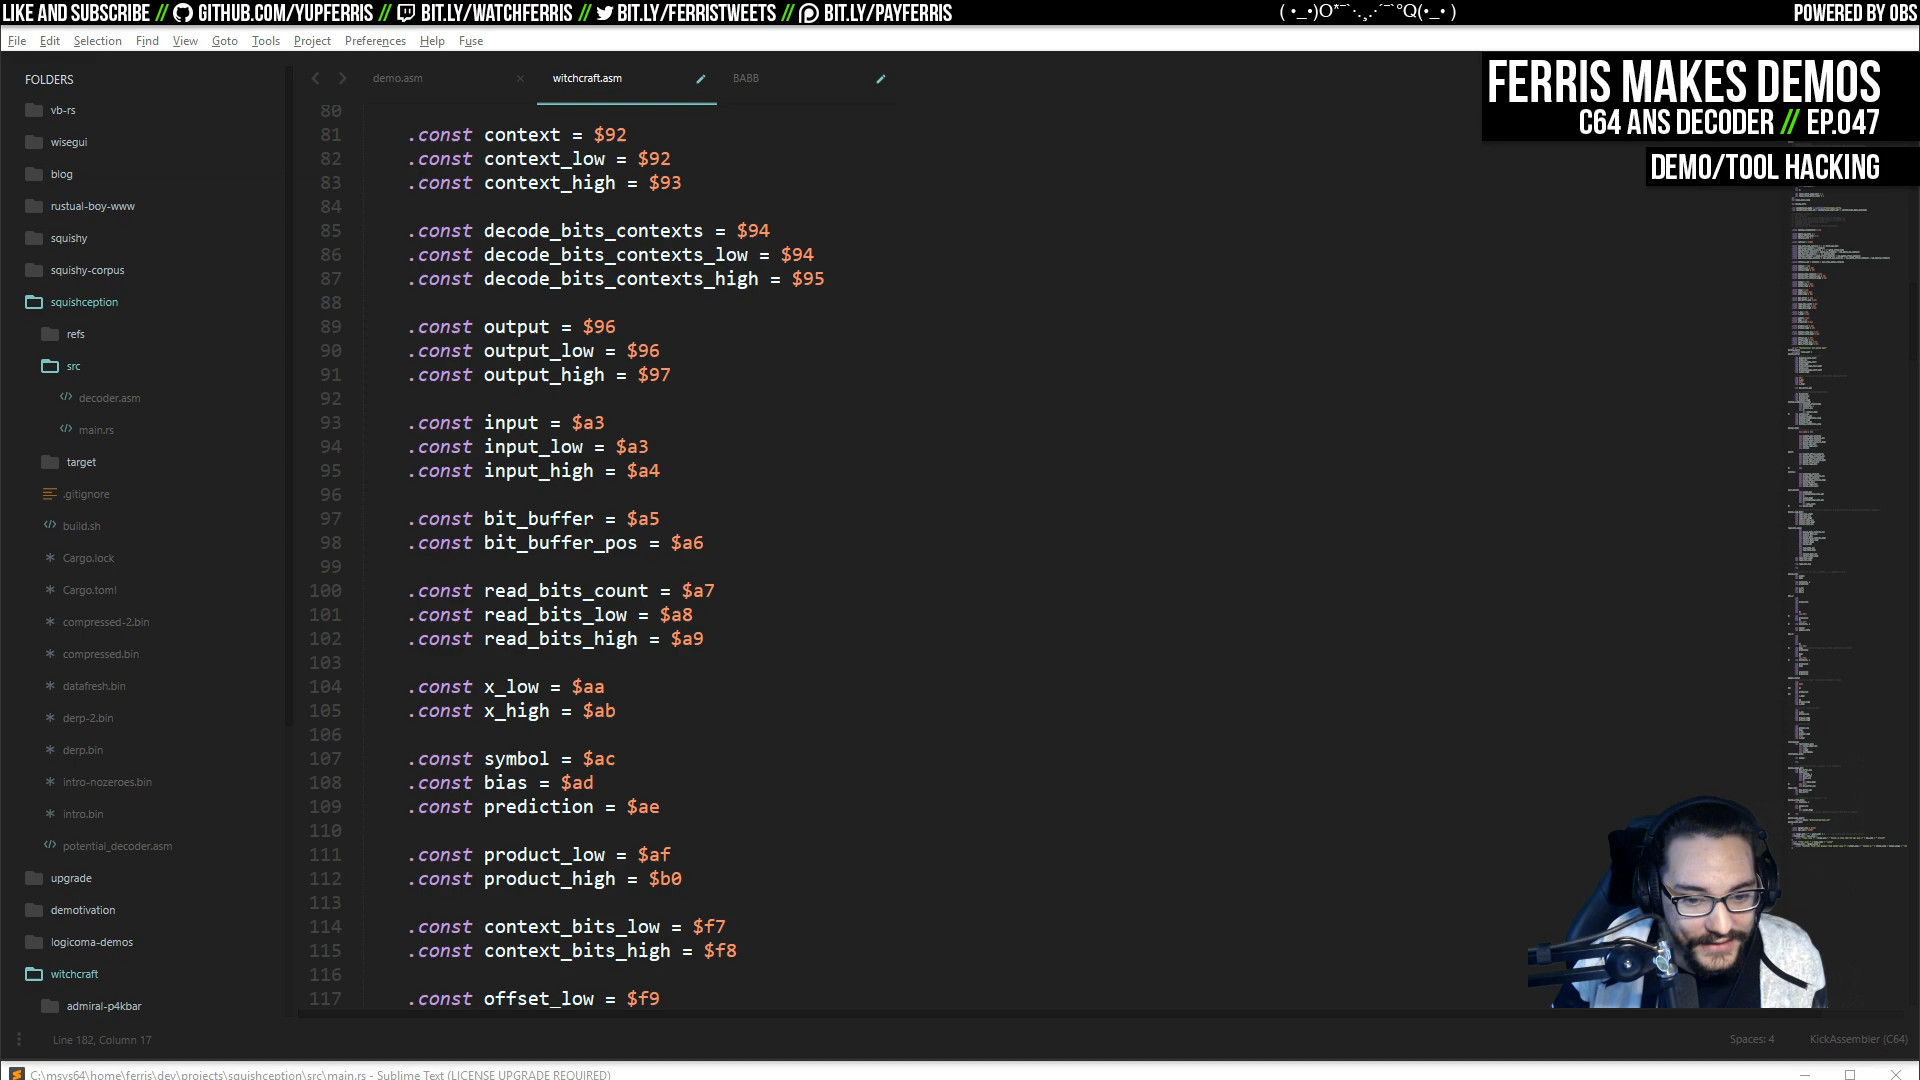 LIKE AND SUBSCRIBE // GITHUB.COM/YUPFERRIS // BIT.LY/WATCHFERRIS // BIT.LY/FERRISTWEETS // BIT.LY/PAYFERRIS
POWERED BY OBS
File Edit Selection Find View Goto Tools Project Preferences Help Fuse
FERRIS MAKES DEMOS
C64 ANS DECODER // EP.047
DEMO/TOOL HACKING
FOLDERS
vb-rs
wisegui
blog
rustual-boy-www
squishy
squishy-corpus
squishception
refs
src
decoder.asm
main.rs
target
.gitignore
build.sh
Cargo.lock
Cargo.toml
compressed-2.bin
compressed.bin
datafresh.bin
derp-2.bin
derp.bin
intro-nozeroes.bin
intro.bin
potential_decoder.asm
upgrade
demotivation
logicoma-demos
witchcraft
admiral-p4kbar
demo.asm
witchcraft.asm
BABB
80
81 .const context = $92
82 .const context_low = $92
83 .const context_high = $93
84
85 .const decode_bits_contexts = $94
86 .const decode_bits_contexts_low = $94
87 .const decode_bits_contexts_high = $95
88
89 .const output = $96
90 .const output_low = $96
91 .const output_high = $97
92
93 .const input = $a3
94 .const input_low = $a3
95 .const input_high = $a4
96
97 .const bit_buffer = $a5
98 .const bit_buffer_pos = $a6
99
100 .const read_bits_count = $a7
101 .const read_bits_low = $a8
102 .const read_bits_high = $a9
103
104 .const x_low = $aa
105 .const x_high = $ab
106
107 .const symbol = $ac
108 .const bias = $ad
109 .const prediction = $ae
110
111 .const product_low = $af
112 .const product_high = $b0
113
114 .const context_bits_low = $f7
115 .const context_bits_high = $f8
116
117 .const offset_low = $f9
Line 182, Column 17
Spaces: 4
KickAssembler (C64)
C:\msys64\home\ferris\dev\projects\squishception\src\main.rs - Sublime Text (LICENSE UPGRADE REQUIRED)